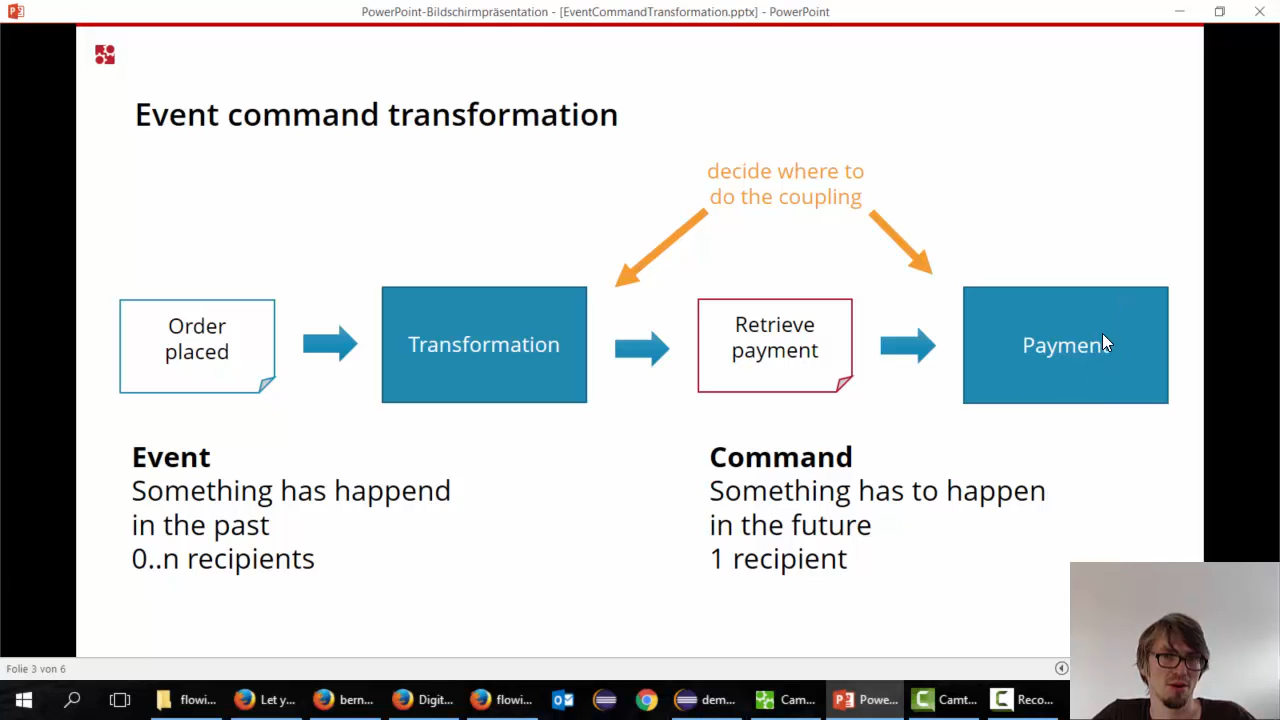 PowerPoint-Bildschirmpräsentation - [EventCommandTransformation.pptx] - PowerPoint
Event command transformation
decide where to
do the coupling
Order
placed
Transformation
Retrieve
payment
Payment
Event
Something has happend
in the past
0..n recipients
Command
Something has to happen
in the future
1 recipient
Folie 3 von 6
flowi...
Let y...
bern...
Digit...
flowi...
dem...
Cam...
Powe...
Camt...
Reco...